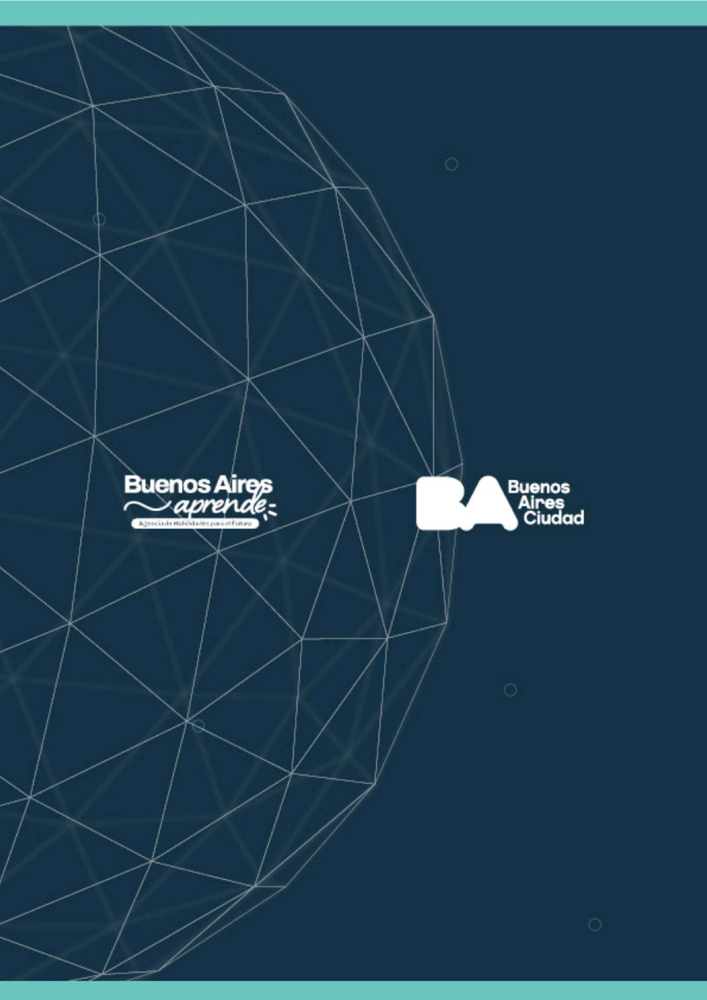 Buenos Aires
aprende
Agencia de Habilidades para el Futuro
BA
Buenos
Aires
Ciudad